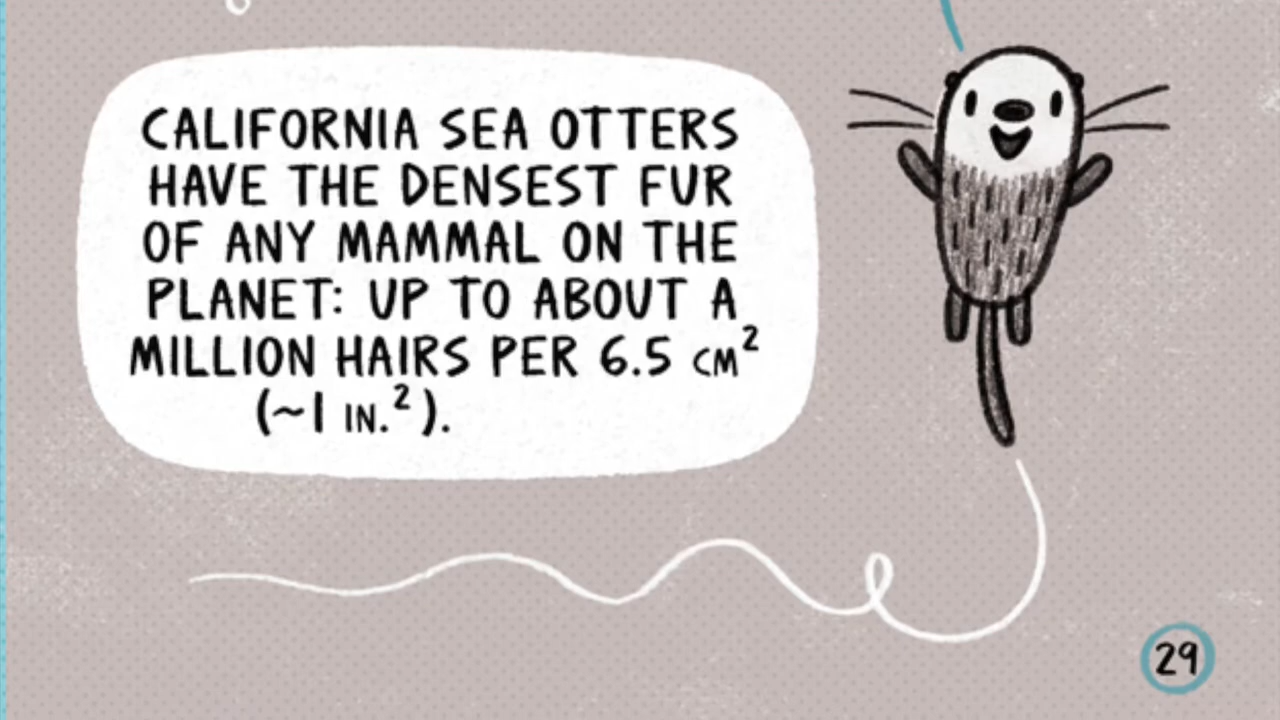 CALIFORNIA SEA OTTERS
HAVE THE DENSEST FUR
OF ANY MAMMAL ON THE
PLANET: UP TO ABOUT A
MILLION HAIRS PER 6.5 CM²
(~1 IN.²).
29